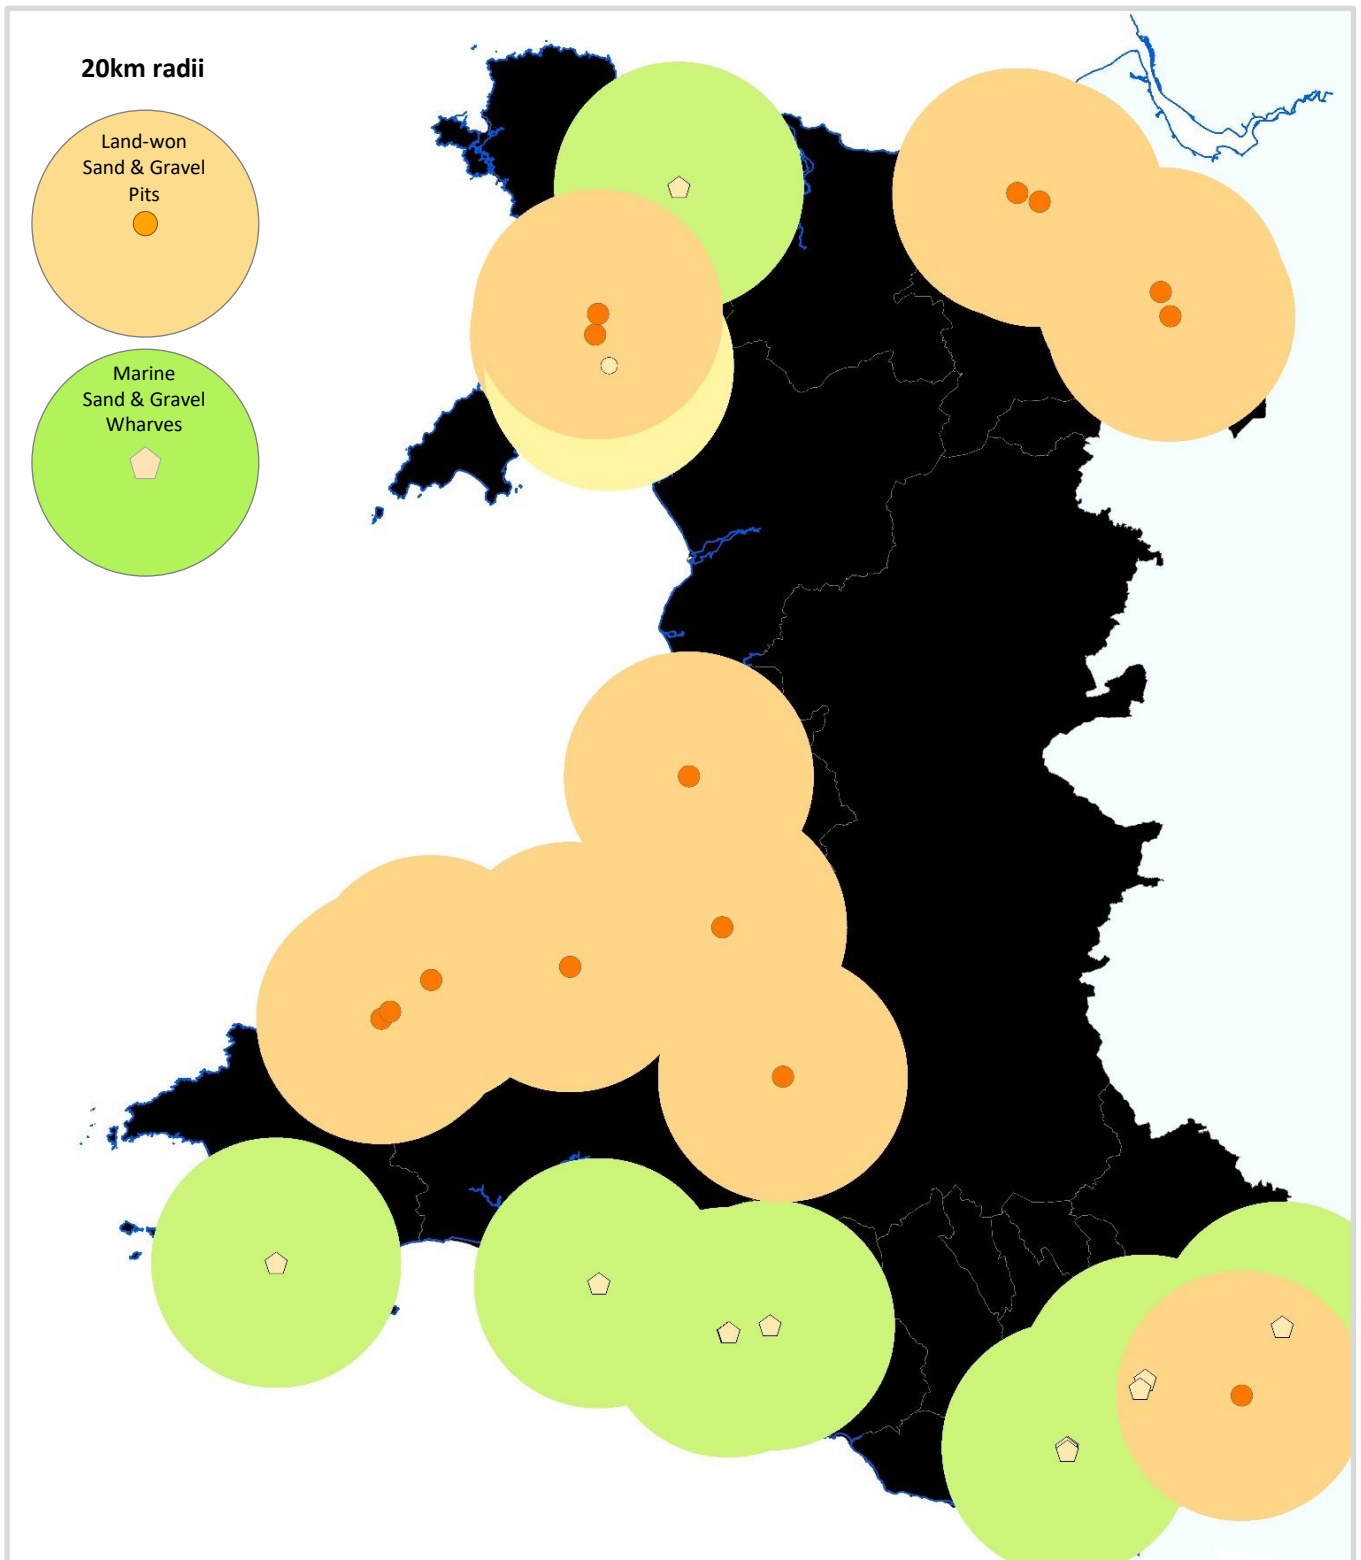 20km radii
Land-won
Sand & Gravel
Pits
Marine
Sand & Gravel
Wharves